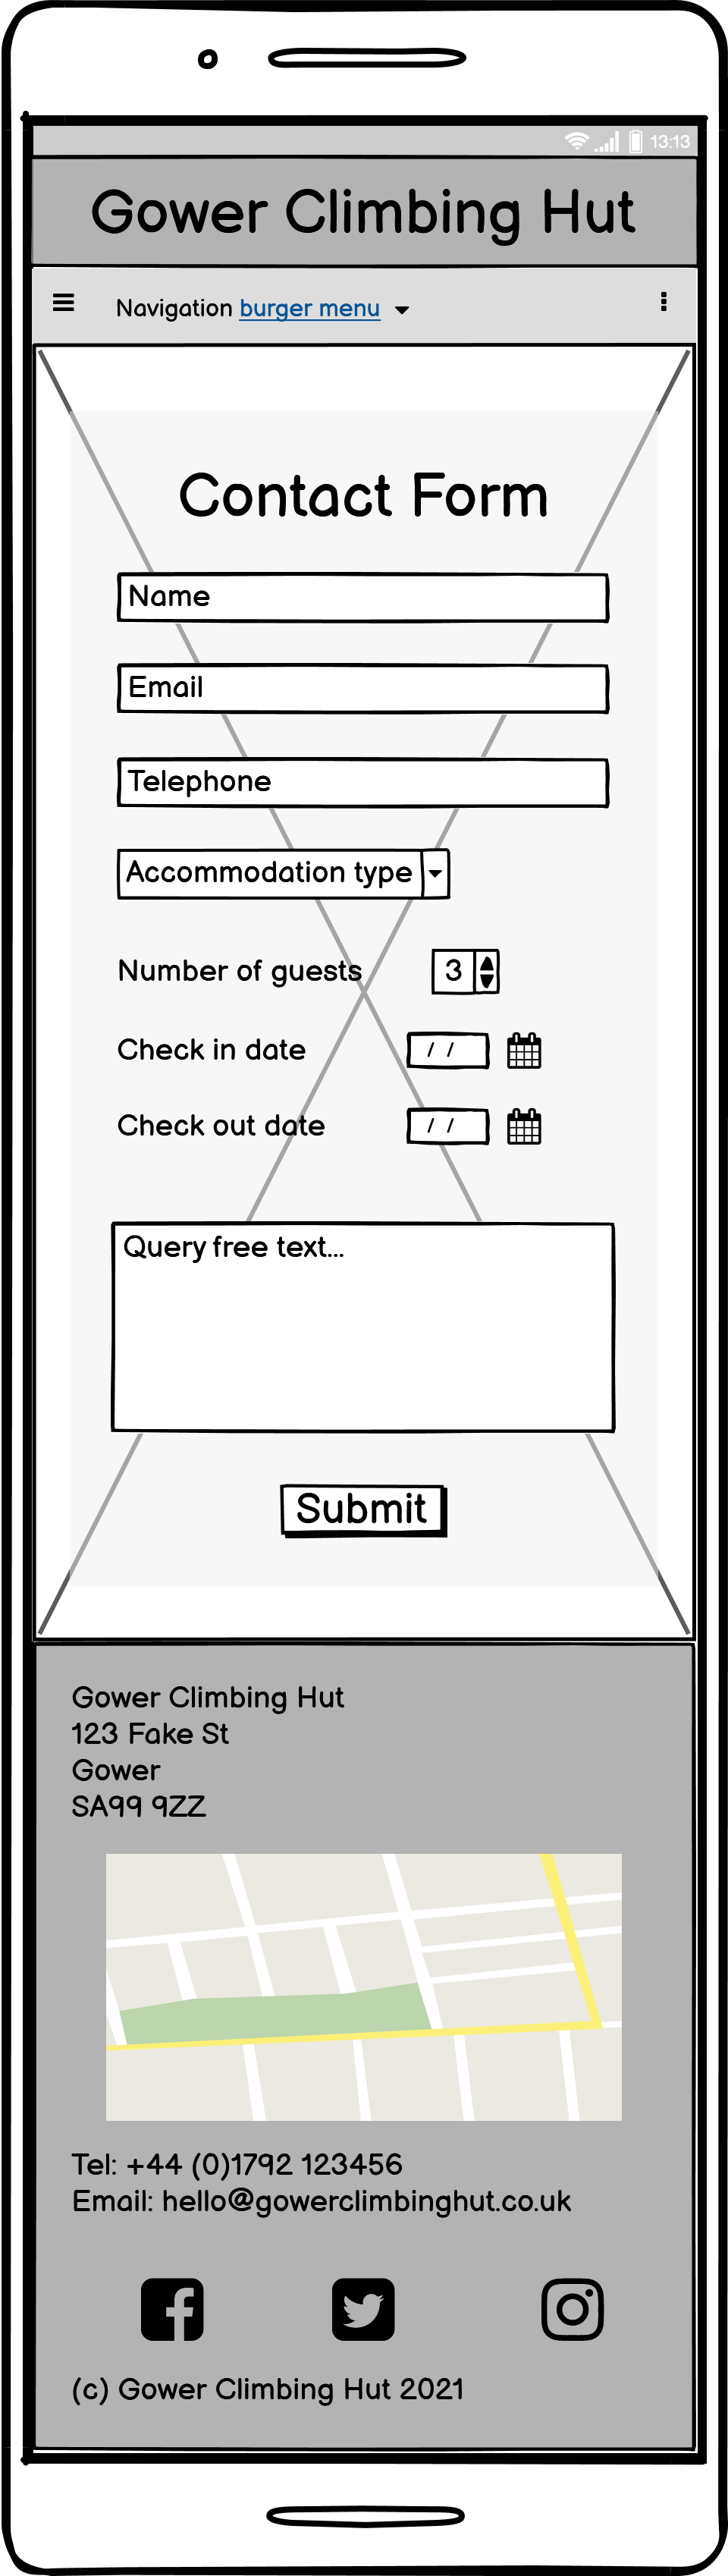 13:13
Gower Climbing Hut
Navigation burger menu
Contact Form
Name
Email
Telephone
Accommodation type
Number of guests 3
Check in date / /
Check out date / /
Query free text...
Submit
Gower Climbing Hut
123 Fake St
Gower
SA99 9ZZ
Tel: +44 (0)1792 123456
Email: hello@gowerclimbinghut.co.uk
(c) Gower Climbing Hut 2021